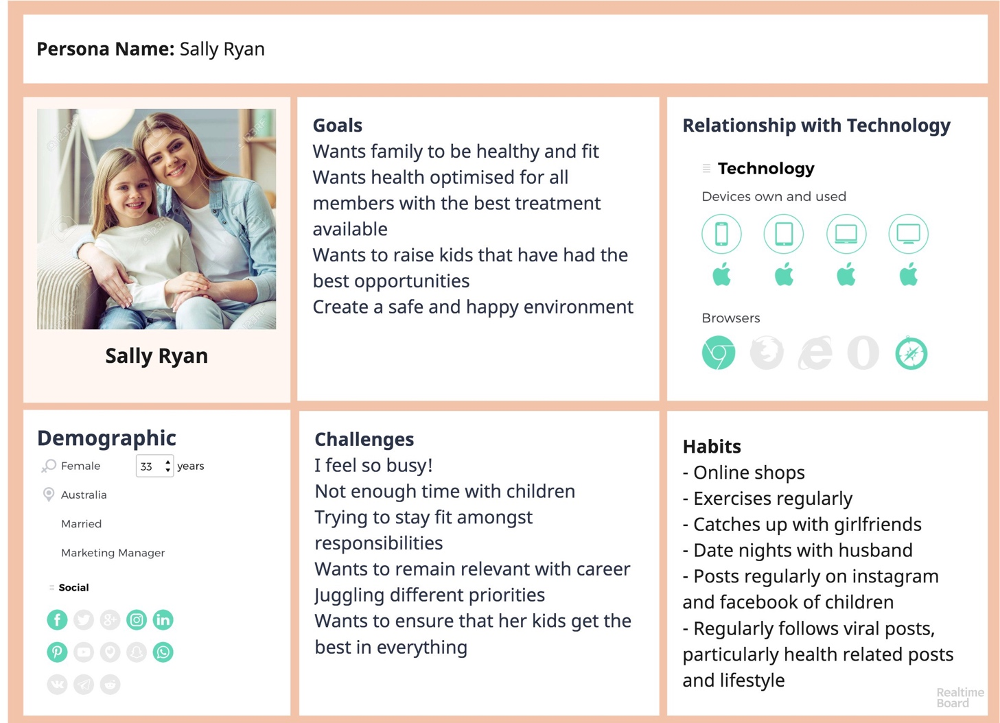 Persona Name: Sally Ryan
Sally Ryan
Goals
Wants family to be healthy and fit
Wants health optimised for all
members with the best treatment
available
Wants to raise kids that have had the
best opportunities
Create a safe and happy environment
Relationship with Technology
Technology
Devices own and used
Browsers
Demographic
Female 33 years
Australia
Married
Marketing Manager
Social
Challenges
I feel so busy!
Not enough time with children
Trying to stay fit amongst
responsibilities
Wants to remain relevant with career
Juggling different priorities
Wants to ensure that her kids get the
best in everything
Habits
- Online shops
- Exercises regularly
- Catches up with girlfriends
- Date nights with husband
- Posts regularly on instagram
and facebook of children
- Regularly follows viral posts,
particularly health related posts
and lifestyle
Realtime
Board